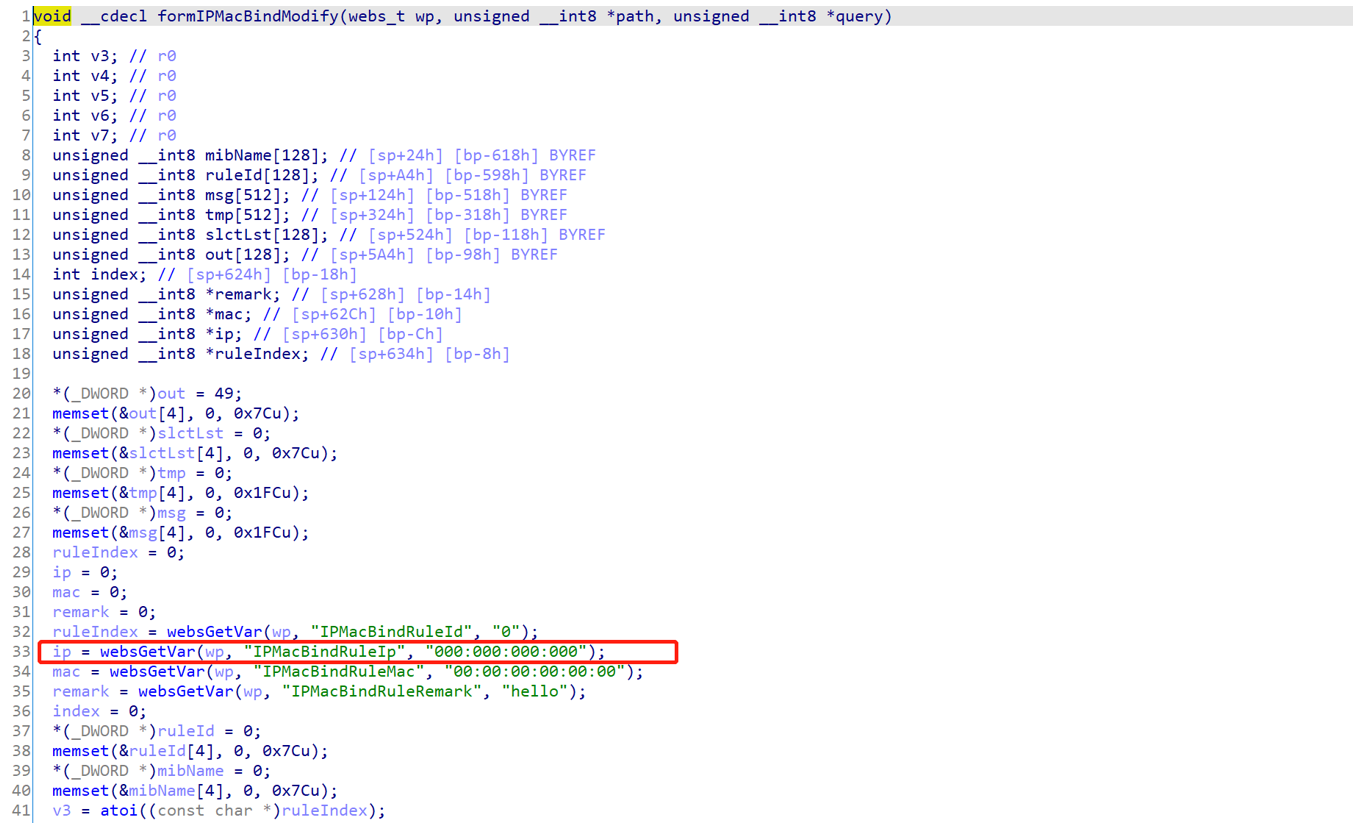 1 void __cdecl formIPMacBindModify(webs_t wp, unsigned __int8 *path, unsigned __int8 *query)
2 {
3 int v3; // r0
4 int v4; // r0
5 int v5; // r0
6 int v6; // r0
7 int v7; // r0
8 unsigned __int8 mibName[128]; // [sp+24h] [bp-618h] BYREF
9 unsigned __int8 ruleId[128]; // [sp+A4h] [bp-598h] BYREF
10 unsigned __int8 msg[512]; // [sp+124h] [bp-518h] BYREF
11 unsigned __int8 tmp[512]; // [sp+324h] [bp-318h] BYREF
12 unsigned __int8 slctLst[128]; // [sp+524h] [bp-118h] BYREF
13 unsigned __int8 out[128]; // [sp+5A4h] [bp-98h] BYREF
14 int index; // [sp+624h] [bp-18h]
15 unsigned __int8 *remark; // [sp+628h] [bp-14h]
16 unsigned __int8 *mac; // [sp+62Ch] [bp-10h]
17 unsigned __int8 *ip; // [sp+630h] [bp-Ch]
18 unsigned __int8 *ruleIndex; // [sp+634h] [bp-8h]
19
20 *(_DWORD *)out = 49;
21 memset(&out[4], 0, 0x7Cu);
22 *(_DWORD *)slctLst = 0;
23 memset(&slctLst[4], 0, 0x7Cu);
24 *(_DWORD *)tmp = 0;
25 memset(&tmp[4], 0, 0x1FCu);
26 *(_DWORD *)msg = 0;
27 memset(&msg[4], 0, 0x1FCu);
28 ruleIndex = 0;
29 ip = 0;
30 mac = 0;
31 remark = 0;
32 ruleIndex = websGetVar(wp, "IPMacBindRuleId", "0");
33 ip = websGetVar(wp, "IPMacBindRuleIp", "000:000:000:000");
34 mac = websGetVar(wp, "IPMacBindRuleMac", "00:00:00:00:00:00");
35 remark = websGetVar(wp, "IPMacBindRuleRemark", "hello");
36 index = 0;
37 *(_DWORD *)ruleId = 0;
38 memset(&ruleId[4], 0, 0x7Cu);
39 *(_DWORD *)mibName = 0;
40 memset(&mibName[4], 0, 0x7Cu);
41 v3 = atoi((const char *)ruleIndex);